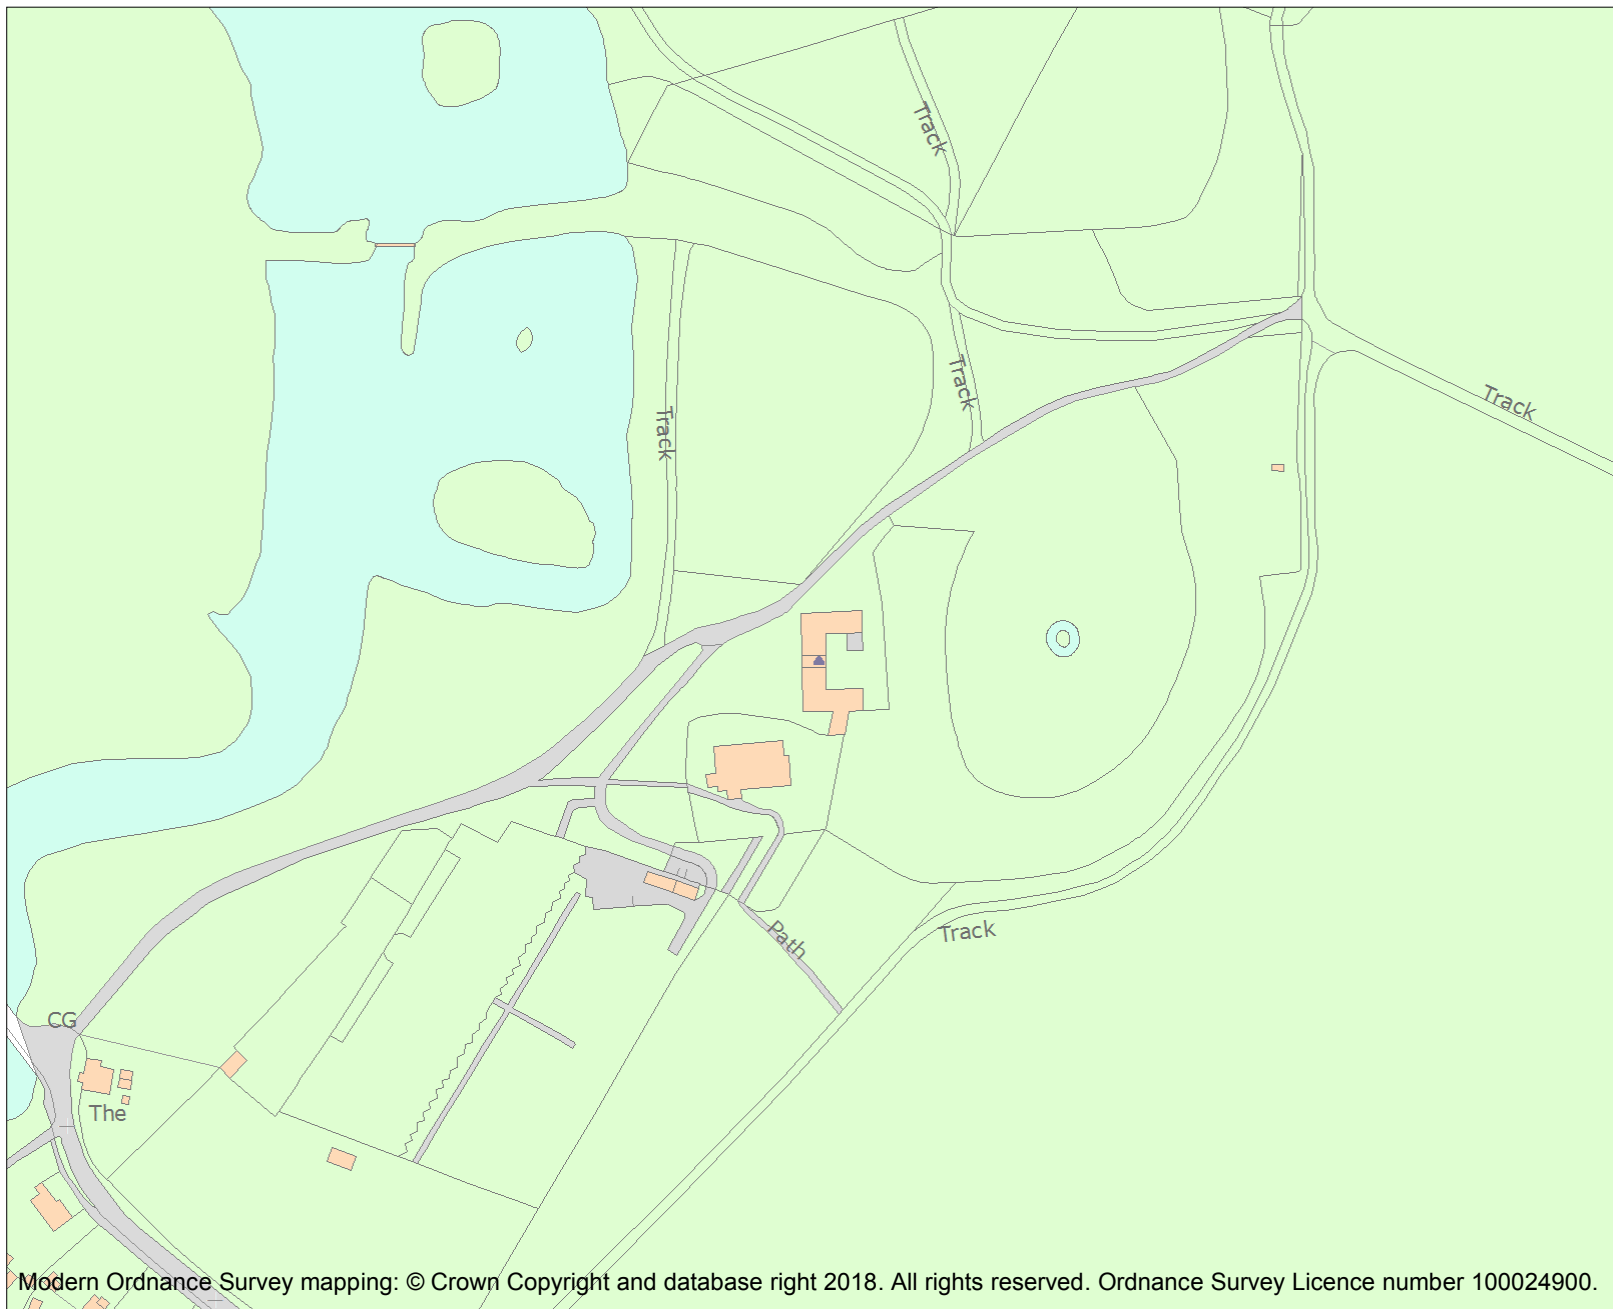 Track
Track
Track
Track
Path
Track
CG
The
Modern Ordnance Survey mapping: © Crown Copyright and database right 2018. All rights reserved. Ordnance Survey Licence number 100024900.